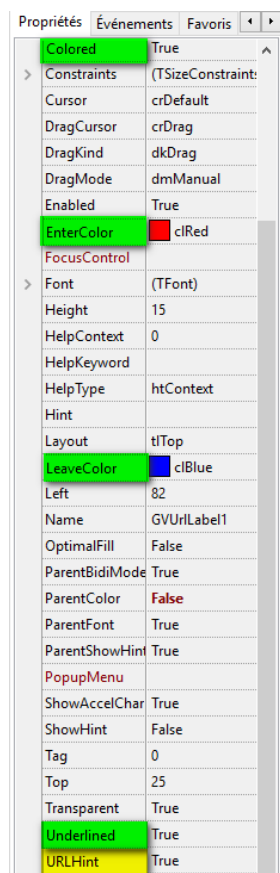 Propriétés Événements Favoris
Colored True
Constraints (TSizeConstraints
Cursor crDefault
DragCursor crDrag
DragKind dkDrag
DragMode dmManual
Enabled True
EnterColor clRed
FocusControl
Font (TFont)
Height 15
HelpContext 0
HelpKeyword
HelpType htContext
Hint
Layout tlTop
LeaveColor clBlue
Left 82
Name GVUrlLabel1
OptimalFill False
ParentBidiMode True
ParentColor False
ParentFont True
ParentShowHint True
PopupMenu
ShowAccelChar True
ShowHint False
Tag 0
Top 25
Transparent True
Underlined True
URLHint True